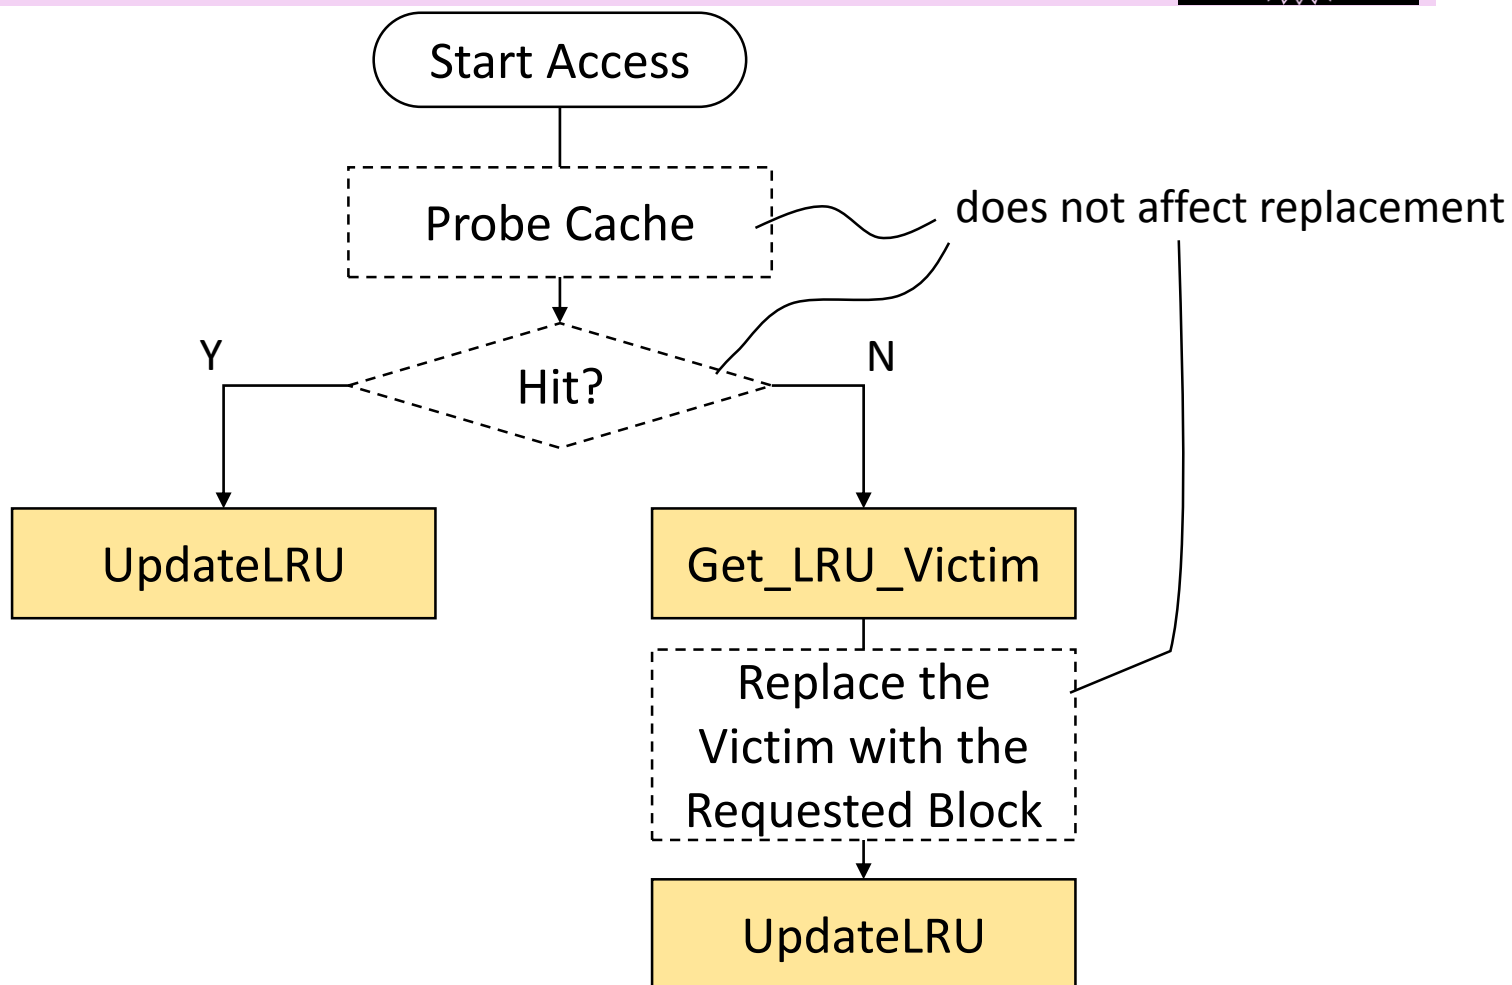 Start Access
Probe Cache
does not affect replacement
Y
Hit?
N
UpdateLRU
Get_LRU_Victim
Replace the
Victim with the
Requested Block
UpdateLRU